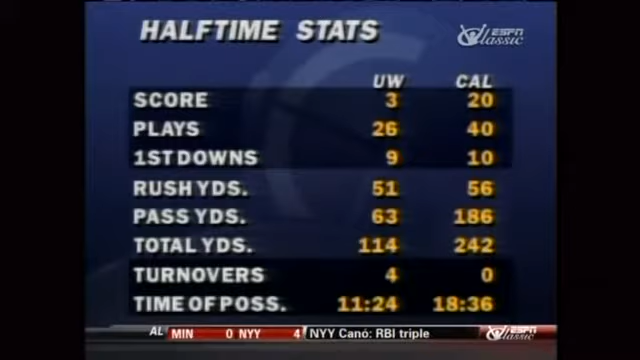 HALFTIME STATS
ESPN Classic
UW CAL
SCORE 3 20
PLAYS 26 40
1ST DOWNS 9 10
RUSH YDS. 51 56
PASS YDS. 63 186
TOTAL YDS. 114 242
TURNOVERS 4 0
TIME OF POSS. 11:24 18:36
AL MIN 0 NYY 4 NYY Canó: RBI triple ESPN Classic